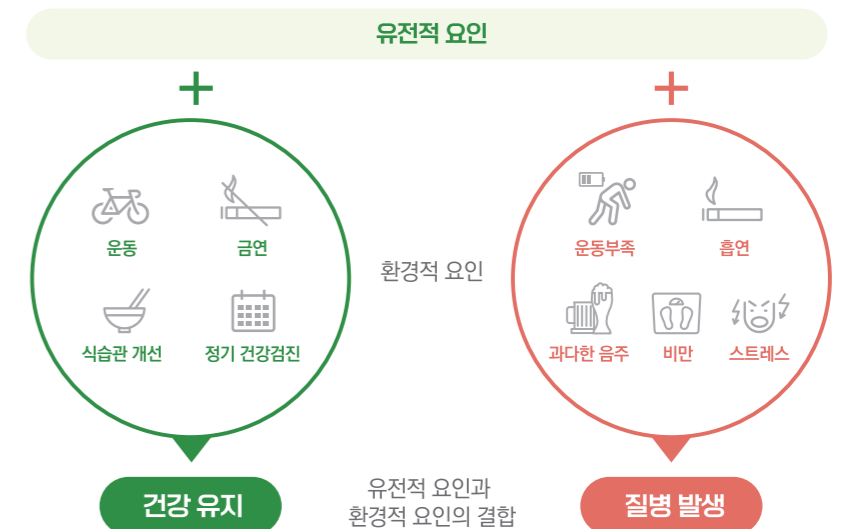 유전적 요인
운동
금연
운동부족
흡연
환경적 요인
식습관 개선
정기 건강검진
과다한 음주
비만
스트레스
건강 유지
유전적 요인과
환경적 요인의 결합
질병 발생